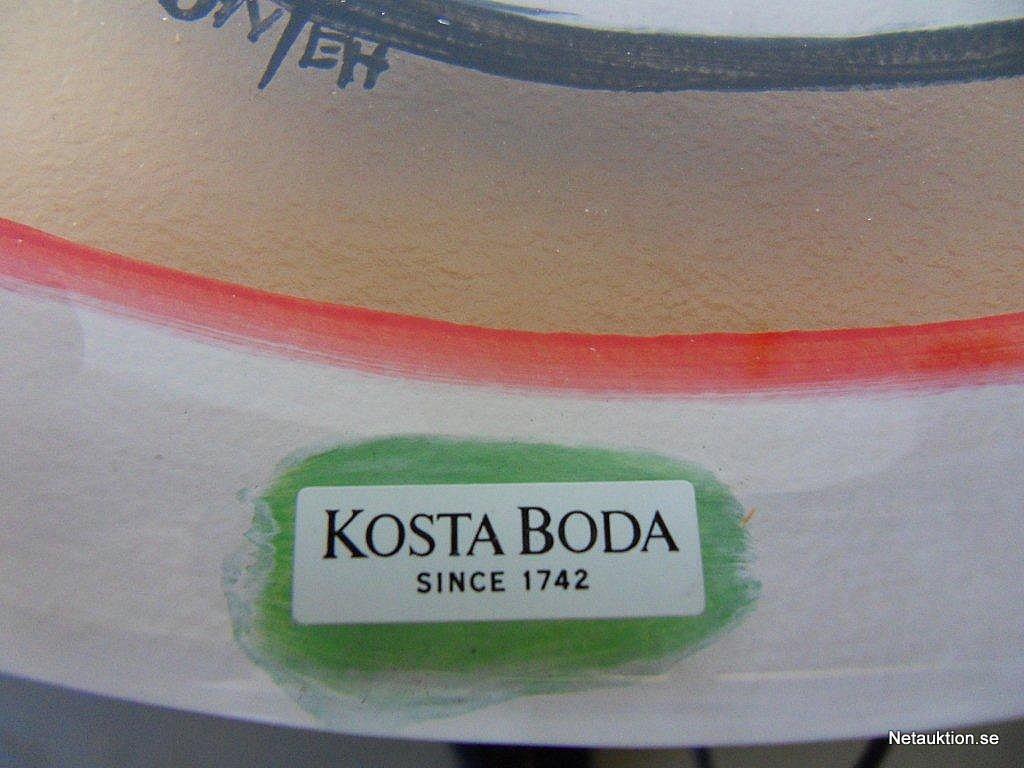 KOSTA BODA
SINCE 1742
Netauktion.se